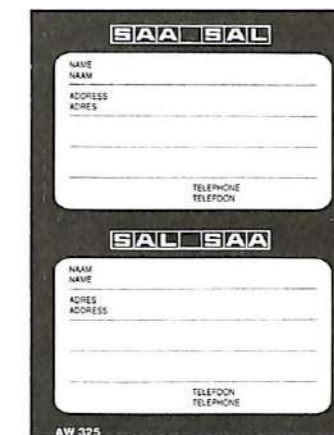 SAA SAL
NAME
NAAM
ADDRESS
ADRES
TELEPHONE
TELEFOON
SAL SAA
NAAM
NAME
ADRES
ADDRESS
TELEFOON
TELEPHONE
AW 325